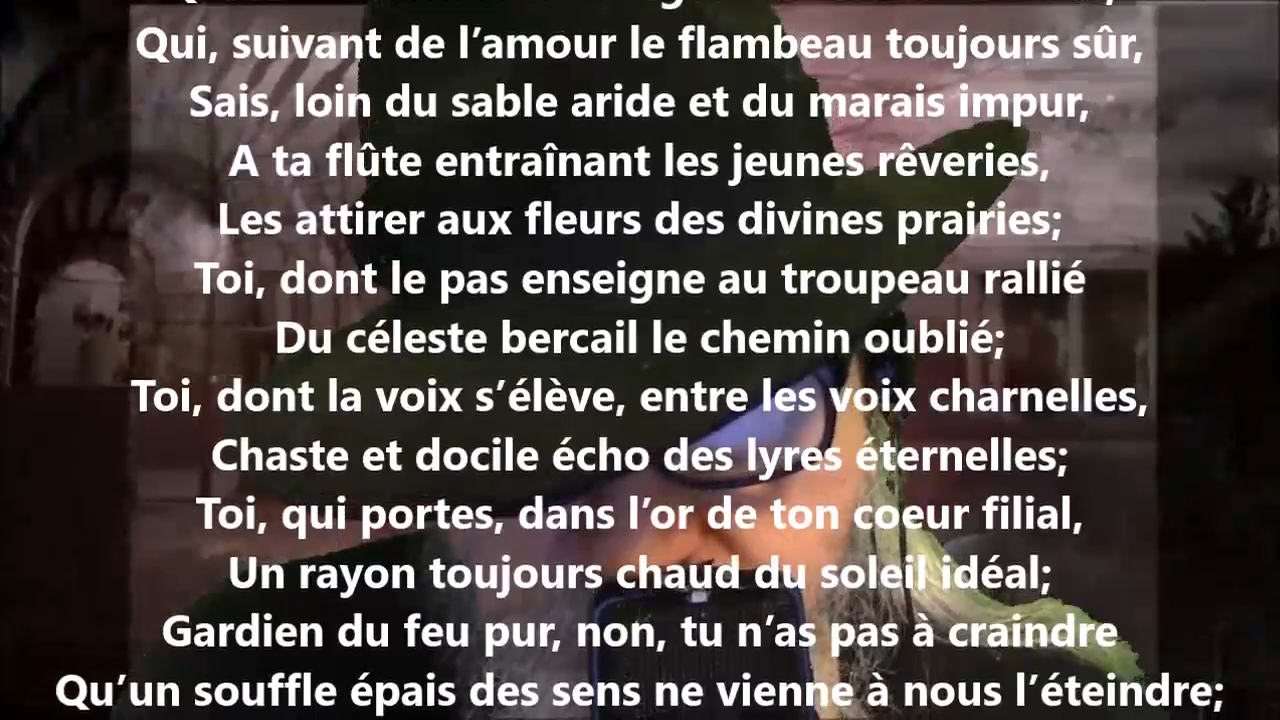 Qui, suivant de l’amour le flambeau toujours sûr,
Sais, loin du sable aride et du marais impur,
A ta flûte entraînant les jeunes rêveries,
Les attirer aux fleurs des divines prairies;
Toi, dont le pas enseigne au troupeau rallié
Du céleste bercail le chemin oublié;
Toi, dont la voix s’élève, entre les voix charnelles,
Chaste et docile écho des lyres éternelles;
Toi, qui portes, dans l’or de ton coeur filial,
Un rayon toujours chaud du soleil idéal;
Gardien du feu pur, non, tu n’as pas à craindre
Qu’un souffle épais des sens ne vienne à nous l’éteindre;